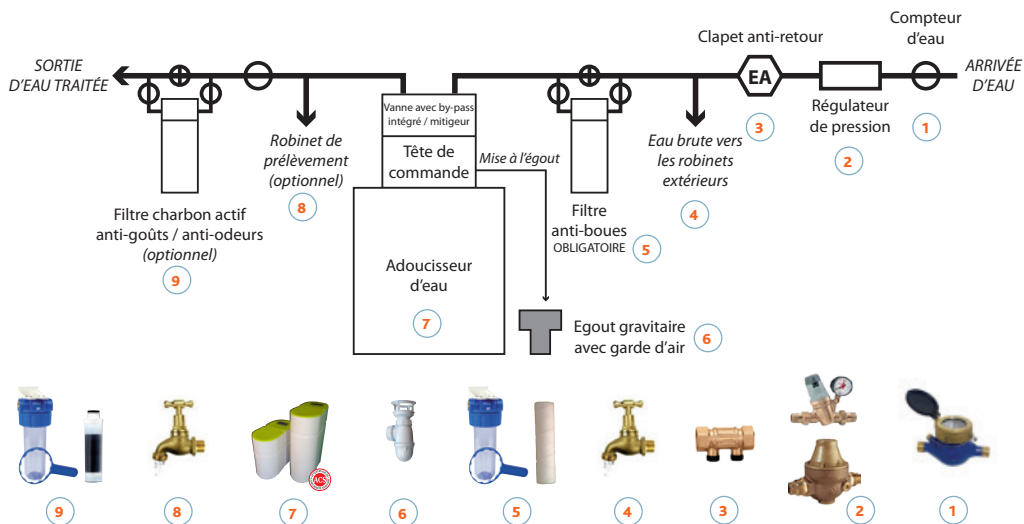 Compteur
d'eau
Clapet anti-retour
SORTIE
D'EAU TRAITÉE
ARRIVÉE
D'EAU
EA
Vanne avec by-pass
intégré / mitigeur
Régulateur
de pression
3
1
2
Robinet de
prélèvement
(optionnel)
8
Tête de
commande
Mise à l'égout
Eau brute vers
les robinets
extérieurs
4
Filtre charbon actif
anti-goûts / anti-odeurs
(optionnel)
9
Filtre
anti-boues
OBLIGATOIRE
5
Adoucisseur
d'eau
7
Egout gravitaire
avec garde d'air
6
ACS
9
8
7
6
5
4
3
2
1